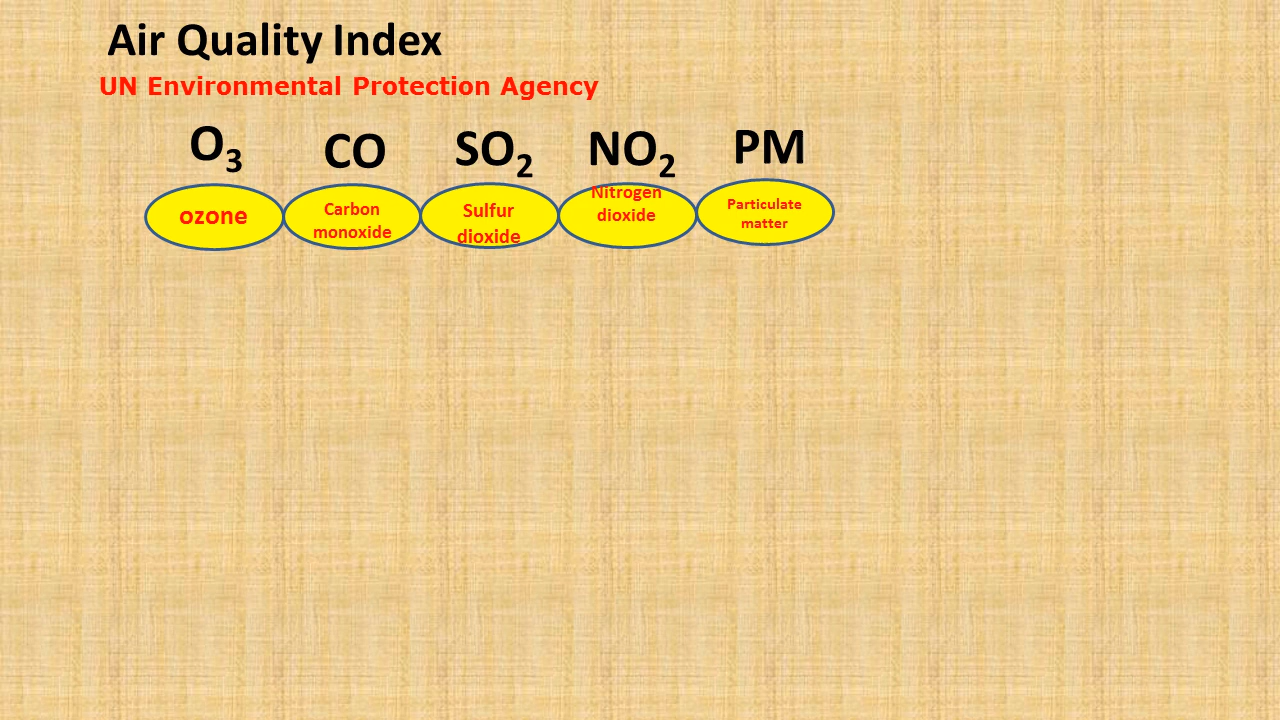 Air Quality Index
UN Environmental Protection Agency
O₃ CO SO₂ NO₂ PM
ozone Carbon monoxide Sulfur dioxide Nitrogen dioxide Particulate matter